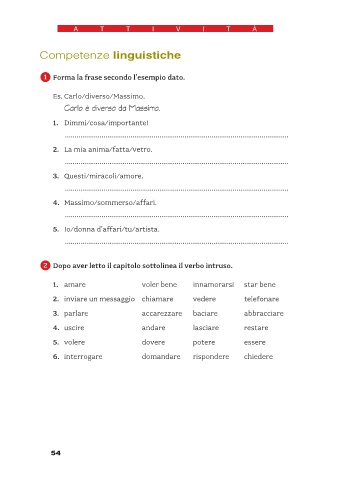 ATTIVITÀ
Competenze linguistiche
1 Forma la frase secondo l'esempio dato.
Es. Carlo/diverso/Massimo.
Carlo è diverso da Massimo.
1. Dimmi/cosa/importante!
2. La mia anima/fatta/vetro.
3. Questi/miracoli/amore.
4. Massimo/sommerso/affari.
5. Io/donna d'affari/tu/artista.
2 Dopo aver letto il capitolo sottolinea il verbo intruso.
1. amare voler bene innamorarsi star bene
2. inviare un messaggio chiamare vedere telefonare
3. parlare accarezzare baciare abbracciare
4. uscire andare lasciare restare
5. volere dovere potere essere
6. interrogare domandare rispondere chiedere
54